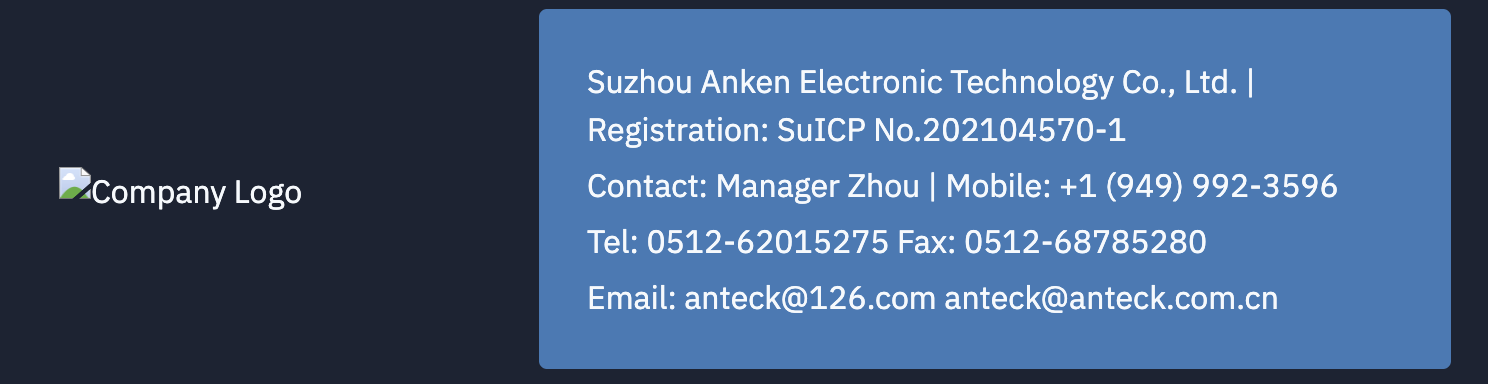 Company Logo
Suzhou Anken Electronic Technology Co., Ltd. |
Registration: SuICP No.202104570-1
Contact: Manager Zhou | Mobile: +1 (949) 992-3596
Tel: 0512-62015275 Fax: 0512-68785280
Email: anteck@126.com anteck@anteck.com.cn